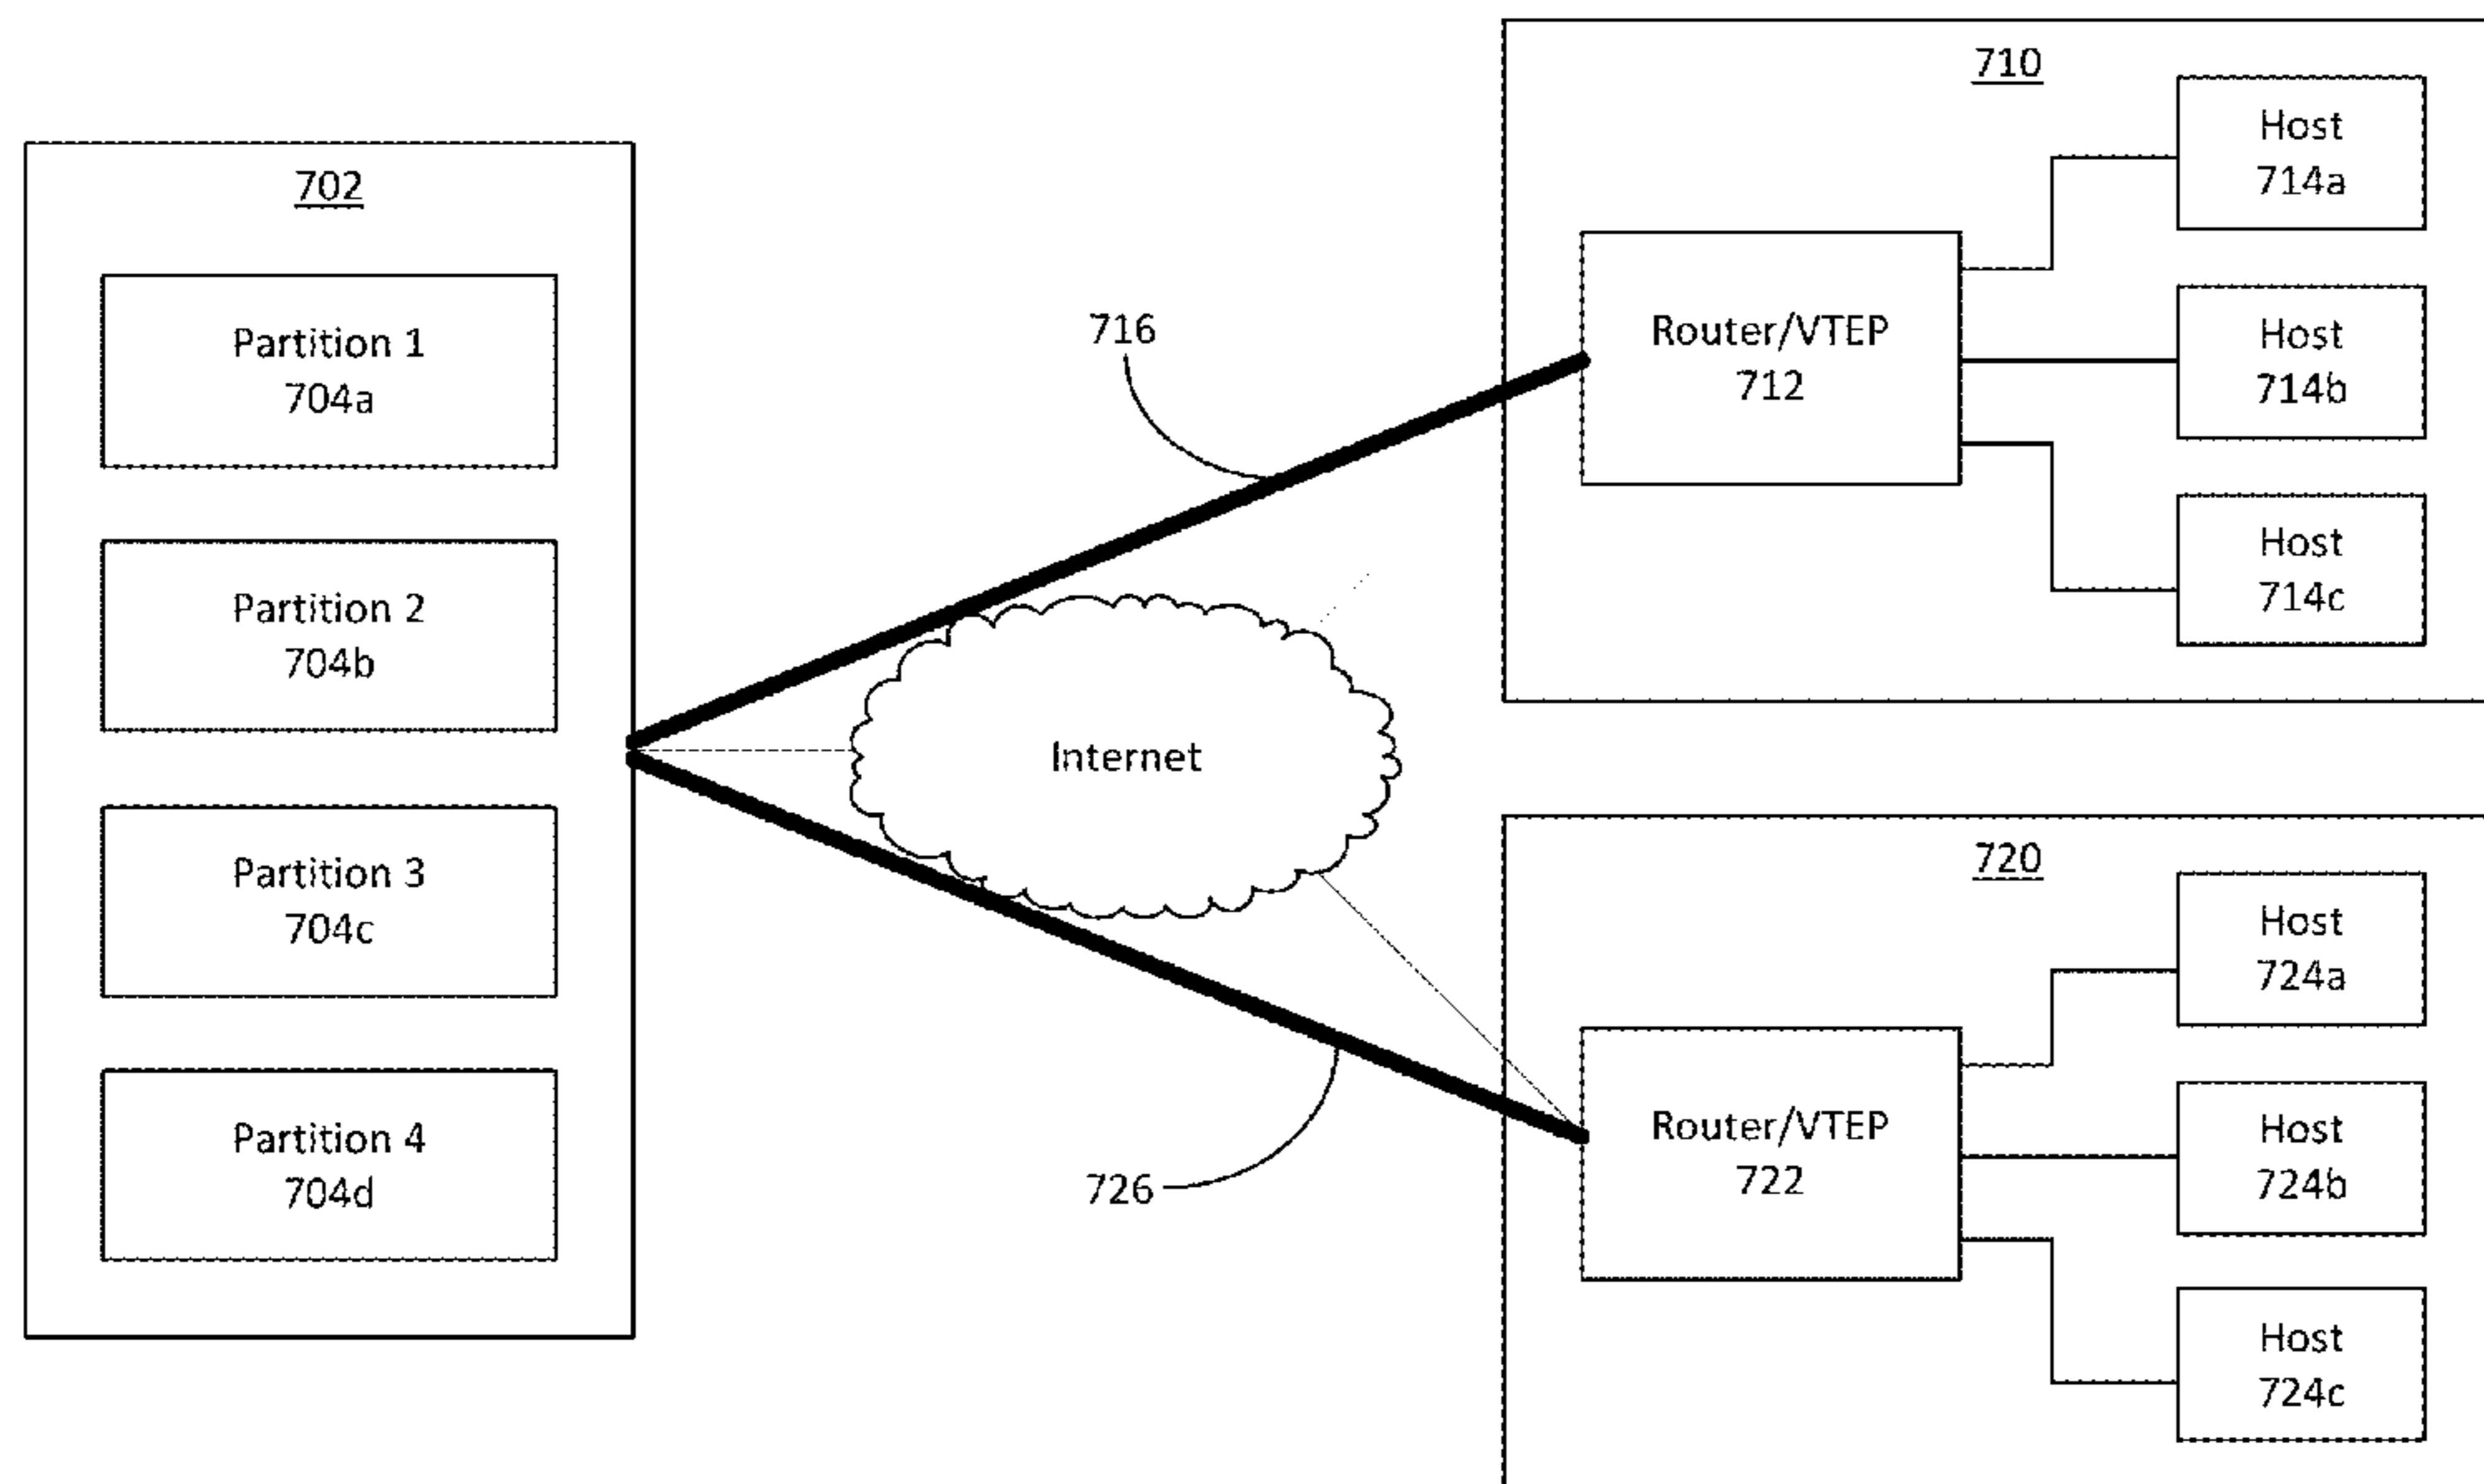 702
Partition 1
704a
Partition 2
704b
Partition 3
704c
Partition 4
704d
716
Internet
726
710
Router/VTEP
712
Host
714a
Host
714b
Host
714c
720
Router/VTEP
722
Host
724a
Host
724b
Host
724c